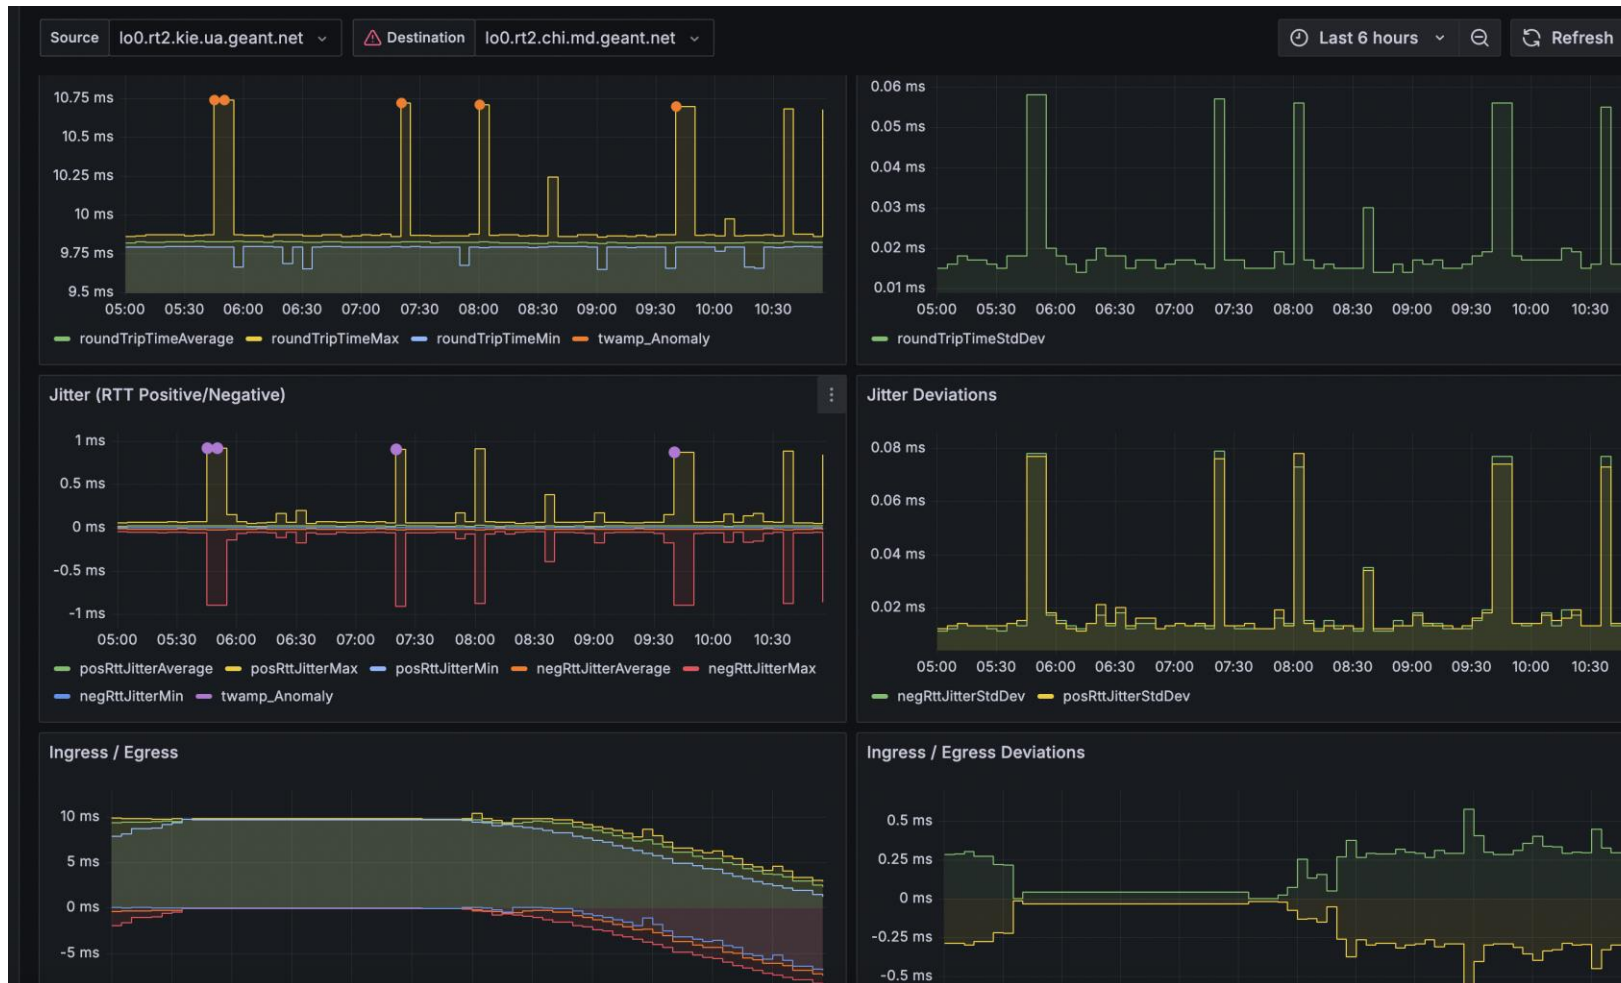 Source lo0.rt2.kie.ua.geant.net Destination lo0.rt2.chi.md.geant.net Last 6 hours Refresh
10.75 ms
10.5 ms
10.25 ms
10 ms
9.75 ms
9.5 ms
05:00 05:30 06:00 06:30 07:00 07:30 08:00 08:30 09:00 09:30 10:00 10:30
roundTripTimeAverage roundTripTimeMax roundTripTimeMin twamp_Anomaly
0.06 ms
0.05 ms
0.04 ms
0.03 ms
0.02 ms
0.01 ms
05:00 05:30 06:00 06:30 07:00 07:30 08:00 08:30 09:00 09:30 10:00 10:30
roundTripTimeStdDev
Jitter (RTT Positive/Negative)
1 ms
0.5 ms
0 ms
-0.5 ms
-1 ms
05:00 05:30 06:00 06:30 07:00 07:30 08:00 08:30 09:00 09:30 10:00 10:30
posRttJitterAverage posRttJitterMax posRttJitterMin negRttJitterAverage negRttJitterMax
negRttJitterMin twamp_Anomaly
Jitter Deviations
0.08 ms
0.06 ms
0.04 ms
0.02 ms
05:00 05:30 06:00 06:30 07:00 07:30 08:00 08:30 09:00 09:30 10:00 10:30
negRttJitterStdDev posRttJitterStdDev
Ingress / Egress
10 ms
5 ms
0 ms
-5 ms
Ingress / Egress Deviations
0.5 ms
0.25 ms
0 ms
-0.25 ms
-0.5 ms